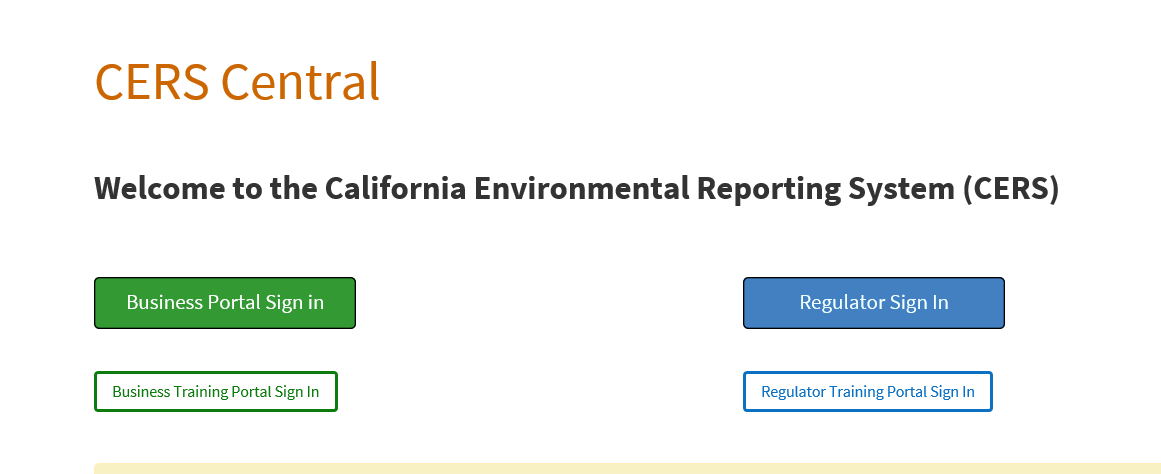 CERS Central
Welcome to the California Environmental Reporting System (CERS)
Business Portal Sign in
Regulator Sign In
Business Training Portal Sign In
Regulator Training Portal Sign In